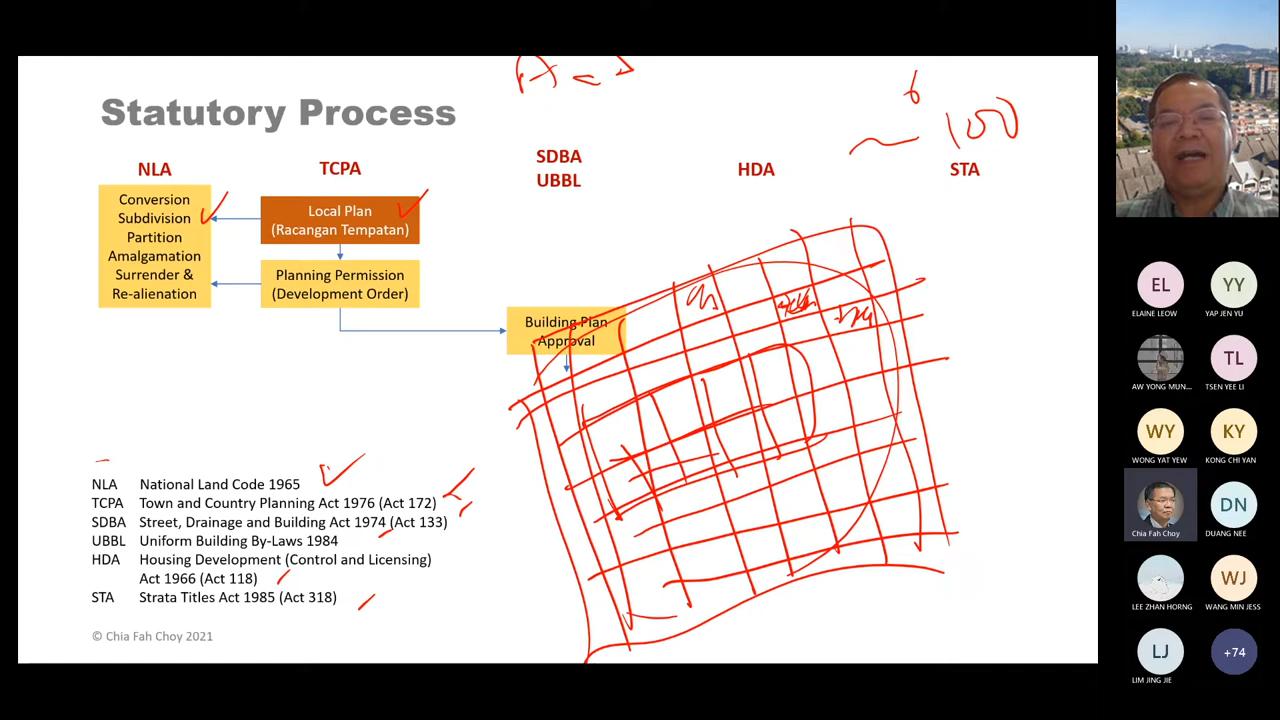 Statutory Process
NLA
TCPA
SDBA
UBBL
HDA
STA
Conversion
Subdivision
Partition
Amalgamation
Surrender &
Re-alienation
Local Plan
(Racangan Tempatan)
Planning Permission
(Development Order)
Building Plan
Approval
6
~ 100
NLA National Land Code 1965
TCPA Town and Country Planning Act 1976 (Act 172)
SDBA Street, Drainage and Building Act 1974 (Act 133)
UBBL Uniform Building By-Laws 1984
HDA Housing Development (Control and Licensing)
Act 1966 (Act 118)
STA Strata Titles Act 1985 (Act 318)
© Chia Fah Choy 2021
EL
ELAINE LEOW
YY
YAP JEN YU
AW YONG MUN...
TL
TSEN YEE LI
WY
WONG YAT YEW
KY
KONG CHI YAN
Chia Fah Choy
DN
DUANG NEE
LEE ZHAN HORNG
WJ
WANG MIN JESS
LJ
LIM JING JIE
+74